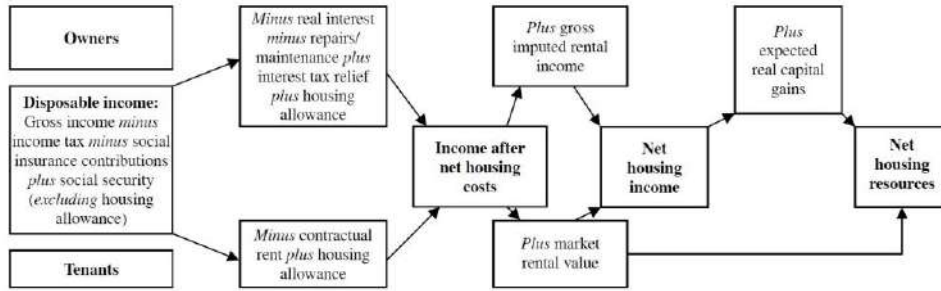 Owners
Disposable income:
Gross income minus
income tax minus social
insurance contributions
plus social security
(excluding housing
allowance)
Tenants
Minus real interest
minus repairs/
maintenance plus
interest tax relief
plus housing
allowance
Minus contractual
rent plus housing
allowance
Income after
net housing
costs
Plus gross
imputed rental
income
Plus market
rental value
Net
housing
income
Plus
expected
real capital
gains
Net
housing
resources